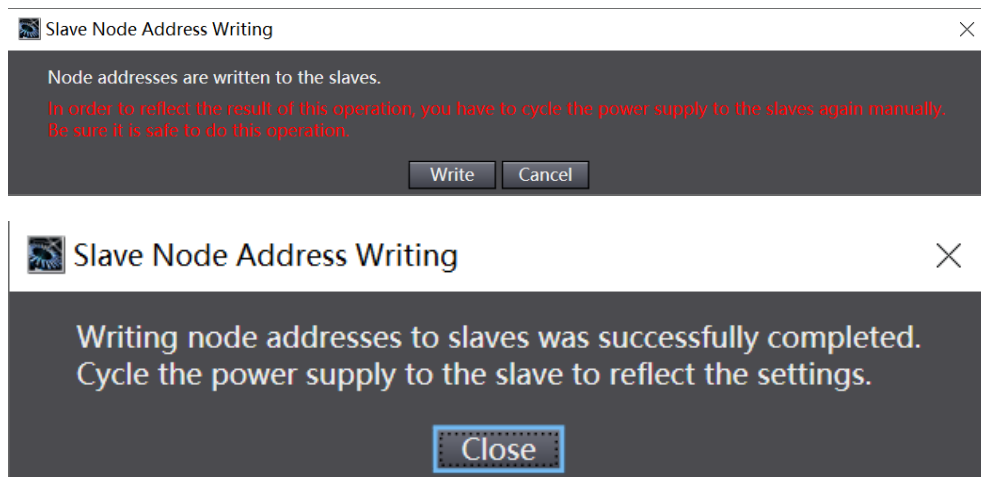 Slave Node Address Writing
Node addresses are written to the slaves.
In order to reflect the result of this operation, you have to cycle the power supply to the slaves again manually.
Be sure it is safe to do this operation.
Write Cancel
Slave Node Address Writing
Writing node addresses to slaves was successfully completed.
Cycle the power supply to the slave to reflect the settings.
Close